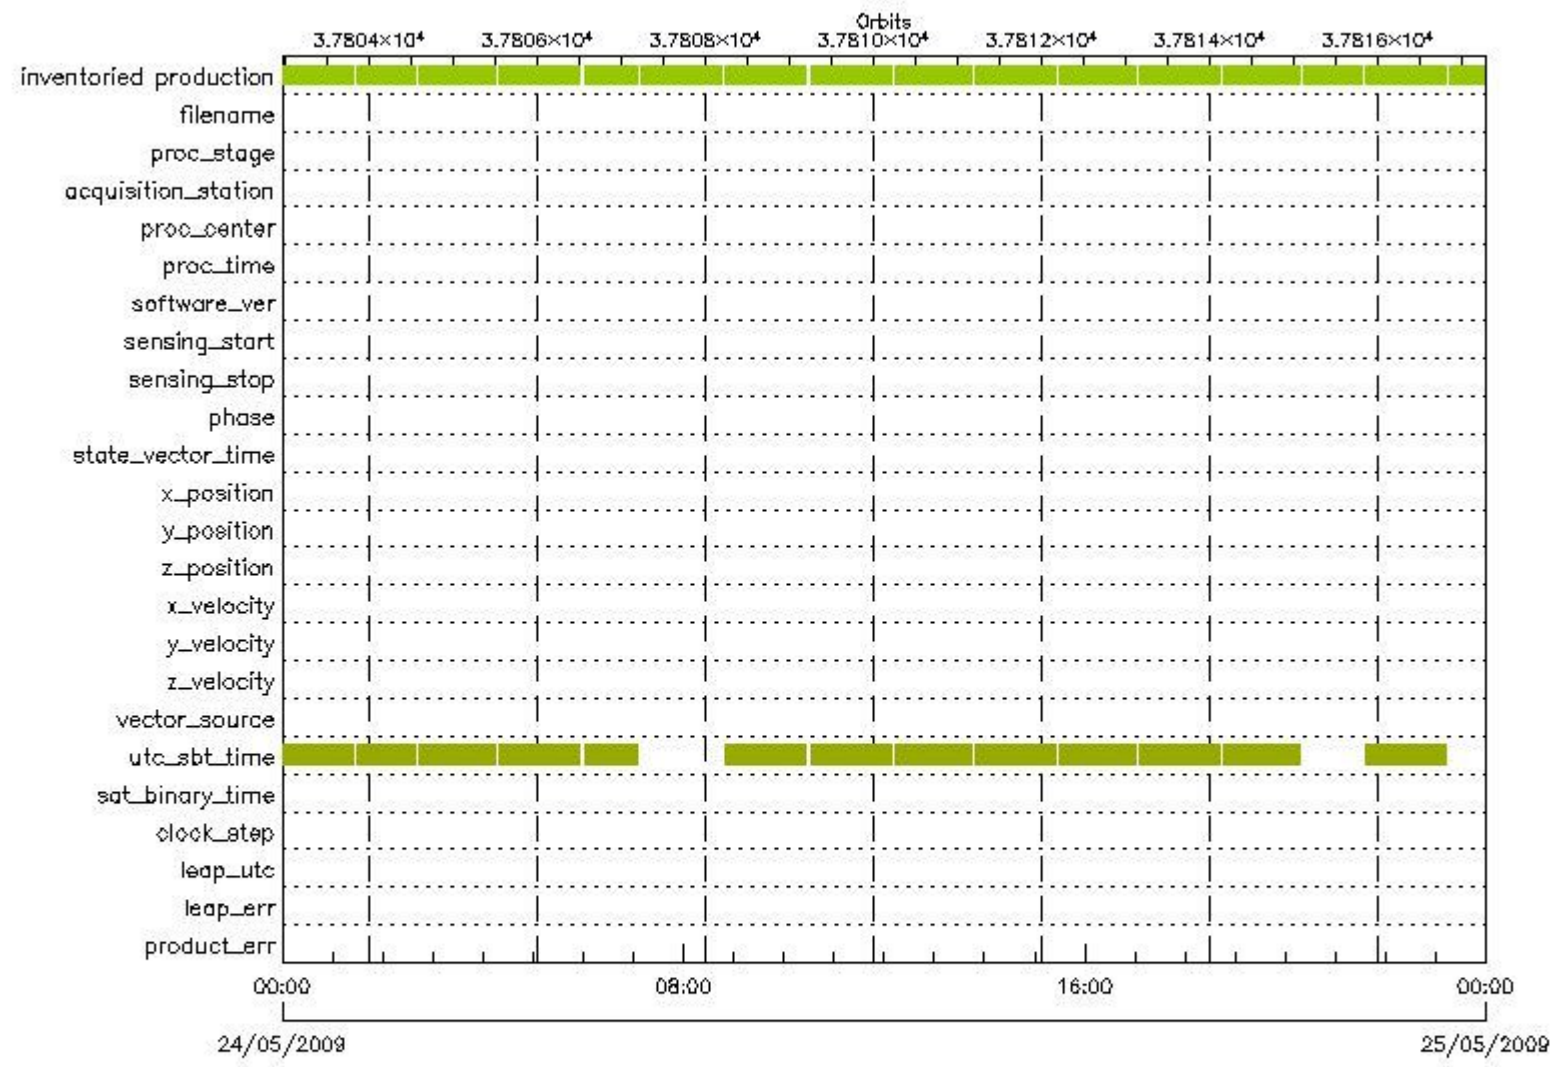 Orbits
3.7804×10⁴ 3.7806×10⁴ 3.7808×10⁴ 3.7810×10⁴ 3.7812×10⁴ 3.7814×10⁴ 3.7816×10⁴
inventoried production
filename
proc_stage
acquisition_station
proc_center
proc_time
software_ver
sensing_start
sensing_stop
phase
state_vector_time
x_position
y_position
z_position
x_velocity
y_velocity
z_velocity
vector_source
utc_sbt_time
sat_binary_time
clock_step
leap_utc
leap_err
product_err
00:00 08:00 16:00 00:00
24/05/2009 25/05/2009